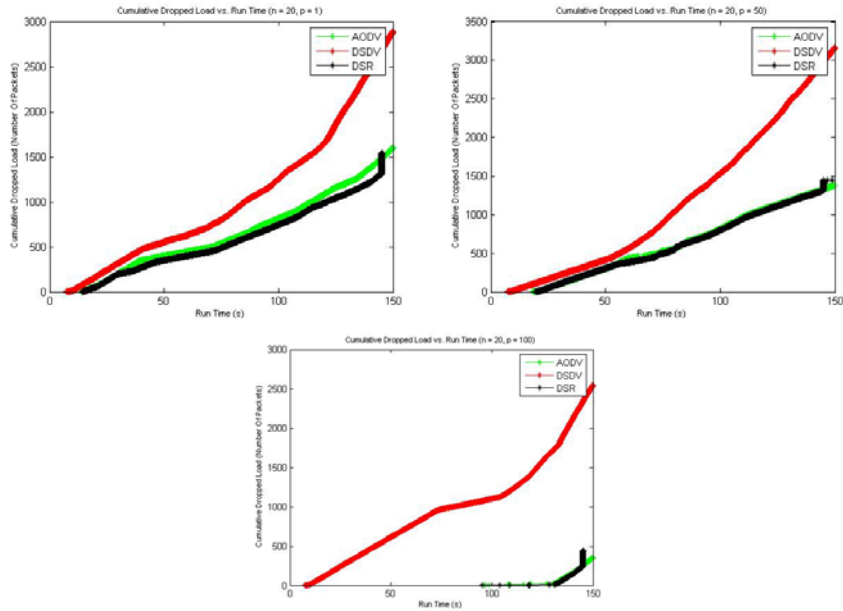 Cumulative Dropped Load vs. Run Time (n = 20, p = 1)
3000
2500
2000
1500
1000
500
0
Cumulative Dropped Load (Number Of Packets)
AODV
DSDV
DSR
0
50
100
150
Run Time (s)
Cumulative Dropped Load vs. Run Time (n = 20, p = 50)
3500
3000
2500
2000
1500
1000
500
0
Cumulative Dropped Load (Number Of Packets)
AODV
DSDV
DSR
0
50
100
150
Run Time (s)
Cumulative Dropped Load vs. Run Time (n = 20, p = 100)
3000
2500
2000
1500
1000
500
0
Cumulative Dropped Load (Number Of Packets)
AODV
DSDV
DSR
0
50
100
150
Run Time (s)